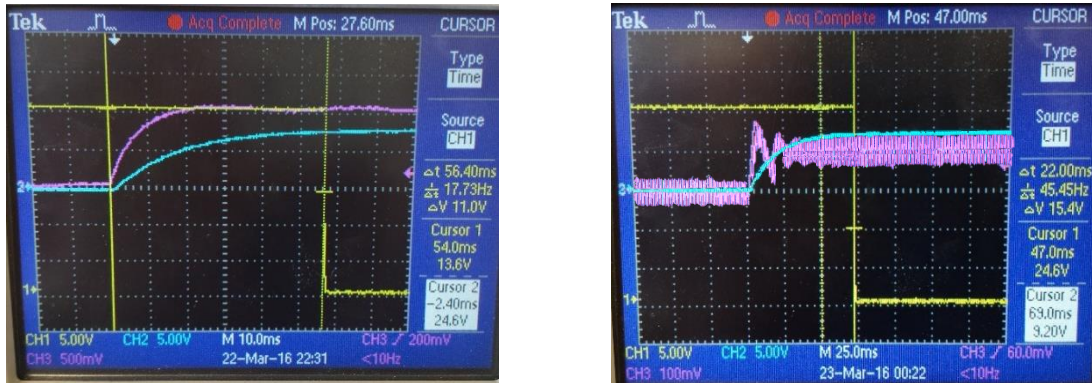 Tek
Acq Complete
M Pos: 27.60ms
CURSOR
Type
Time
Source
CH1
Δt 56.40ms
1/Δt 17.73Hz
ΔV 11.0V
Cursor 1
54.0ms
13.6V
Cursor 2
-2.40ms
24.6V
2
1
CH1 5.00V CH2 5.00V M 10.0ms CH3 200mV
CH3 500mV 22-Mar-16 22:31 <10Hz
Tek
Acq Complete
M Pos: 47.00ms
CURSOR
Type
Time
Source
CH1
Δt 22.00ms
1/Δt 45.45Hz
ΔV 15.4V
Cursor 1
47.0ms
24.6V
Cursor 2
69.0ms
9.20V
3
1
CH1 5.00V CH2 5.00V M 25.0ms CH3 60.0mV
CH3 100mV 23-Mar-16 00:22 <10Hz